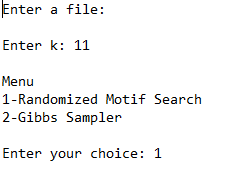 Enter a file:
Enter k: 11
Menu
1-Randomized Motif Search
2-Gibbs Sampler
Enter your choice: 1